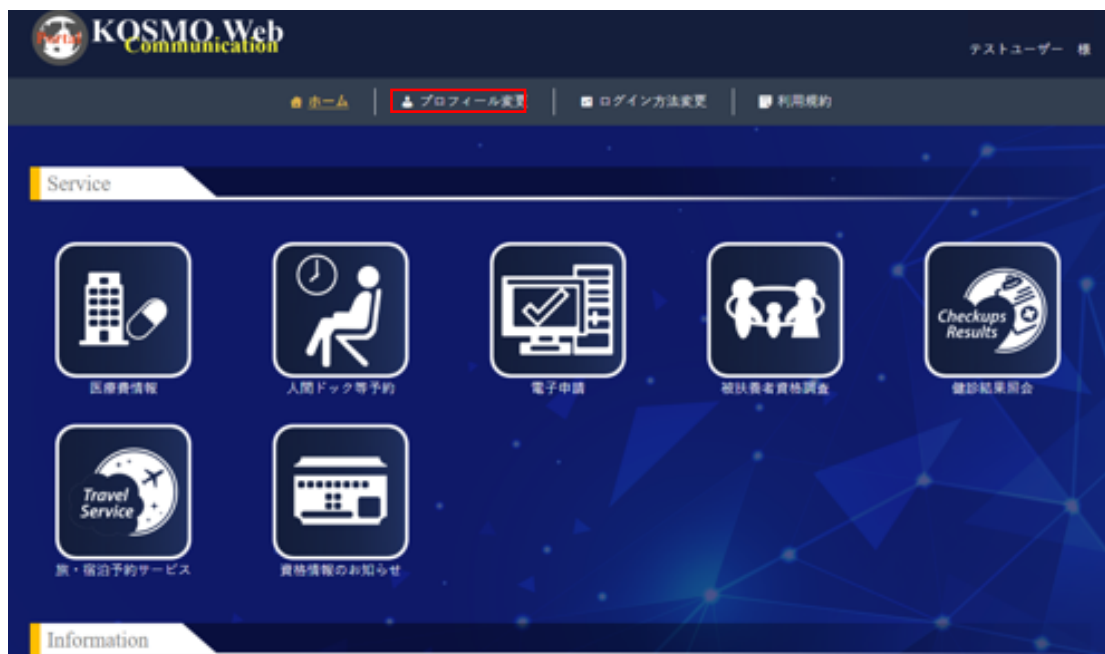 Portal
KOSMO Web
Communication
テストユーザー 様
ホーム
プロフィール変更
ログイン方法変更
利用規約
Service
医療費情報
人間ドック等予約
電子申請
被扶養者資格調査
Checkups
Results
健診結果照会
Travel
Service
旅・宿泊予約サービス
資格情報のお知らせ
Information